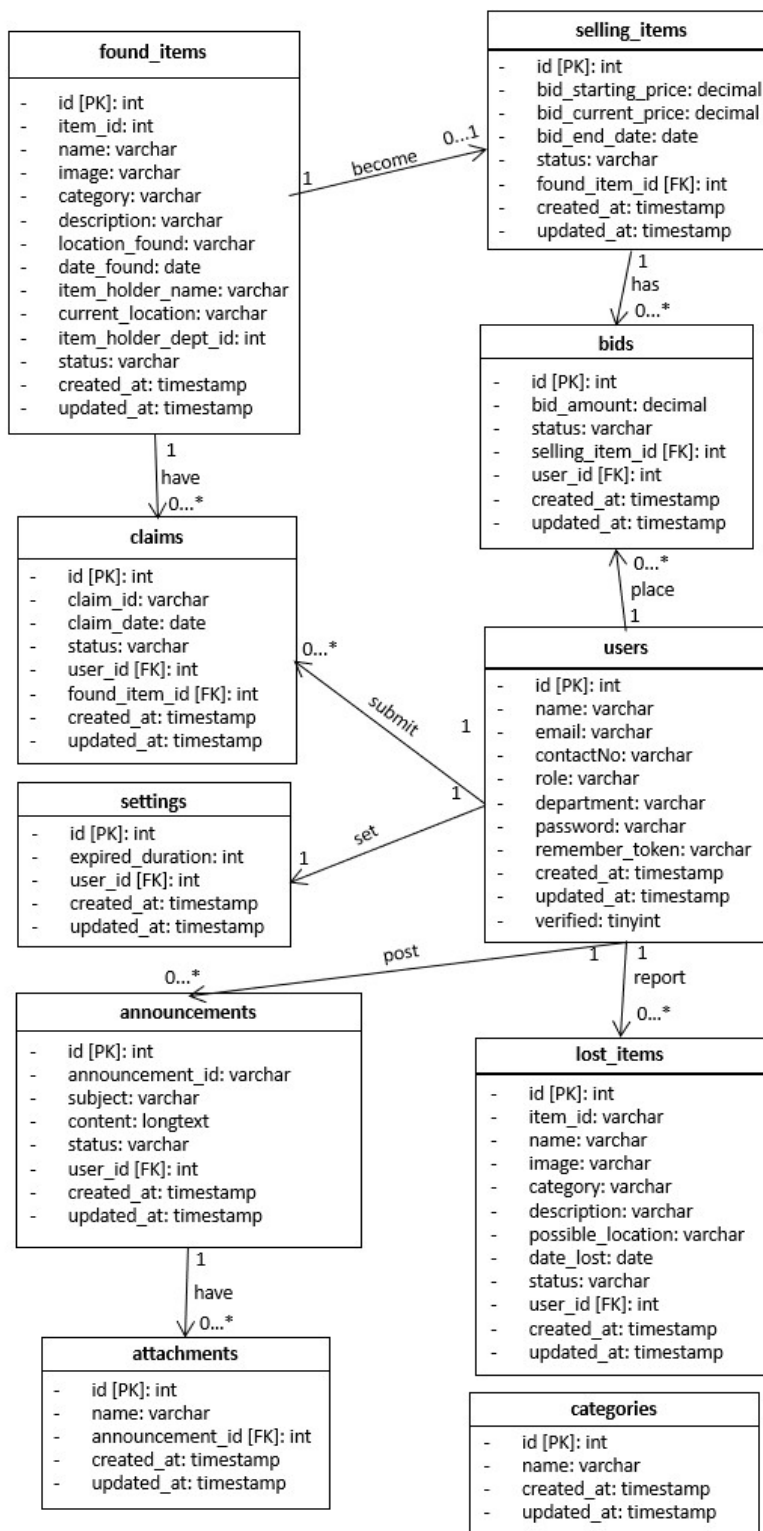 found_items
- id [PK]: int
- item_id: int
- name: varchar
- image: varchar
- category: varchar
- description: varchar
- location_found: varchar
- date_found: date
- item_holder_name: varchar
- current_location: varchar
- item_holder_dept_id: int
- status: varchar
- created_at: timestamp
- updated_at: timestamp
1
become
0...1
selling_items
- id [PK]: int
- bid_starting_price: decimal
- bid_current_price: decimal
- bid_end_date: date
- status: varchar
- found_item_id [FK]: int
- created_at: timestamp
- updated_at: timestamp
1
has
0...*
bids
- id [PK]: int
- bid_amount: decimal
- status: varchar
- selling_item_id [FK]: int
- user_id [FK]: int
- created_at: timestamp
- updated_at: timestamp
1
have
0...*
claims
- id [PK]: int
- claim_id: varchar
- claim_date: date
- status: varchar
- user_id [FK]: int
- found_item_id [FK]: int
- created_at: timestamp
- updated_at: timestamp
0...*
submit
1
0...*
place
1
users
- id [PK]: int
- name: varchar
- email: varchar
- contactNo: varchar
- role: varchar
- department: varchar
- password: varchar
- remember_token: varchar
- created_at: timestamp
- updated_at: timestamp
- verified: tinyint
settings
- id [PK]: int
- expired_duration: int
- user_id [FK]: int
- created_at: timestamp
- updated_at: timestamp
1
set
1
0...*
post
1
1
report
0...*
announcements
- id [PK]: int
- announcement_id: varchar
- subject: varchar
- content: longtext
- status: varchar
- user_id [FK]: int
- created_at: timestamp
- updated_at: timestamp
lost_items
- id [PK]: int
- item_id: varchar
- name: varchar
- image: varchar
- category: varchar
- description: varchar
- possible_location: varchar
- date_lost: date
- status: varchar
- user_id [FK]: int
- created_at: timestamp
- updated_at: timestamp
1
have
0...*
attachments
- id [PK]: int
- name: varchar
- announcement_id [FK]: int
- created_at: timestamp
- updated_at: timestamp
categories
- id [PK]: int
- name: varchar
- created_at: timestamp
- updated_at: timestamp